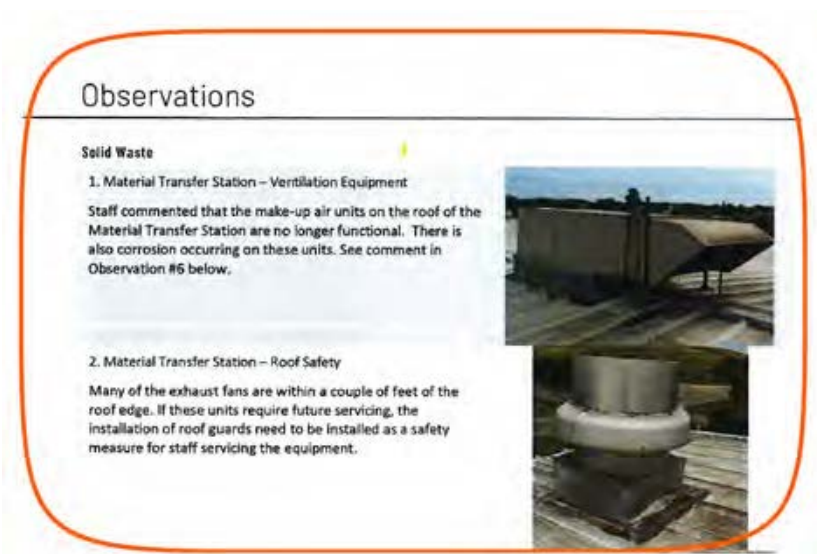 Observations
Solid Waste
1. Material Transfer Station – Ventilation Equipment
Staff commented that the make-up air units on the roof of the
Material Transfer Station are no longer functional. There is
also corrosion occurring on these units. See comment in
Observation #6 below.
2. Material Transfer Station – Roof Safety
Many of the exhaust fans are within a couple of feet of the
roof edge. If these units require future servicing, the
installation of roof guards need to be installed as a safety
measure for staff servicing the equipment.